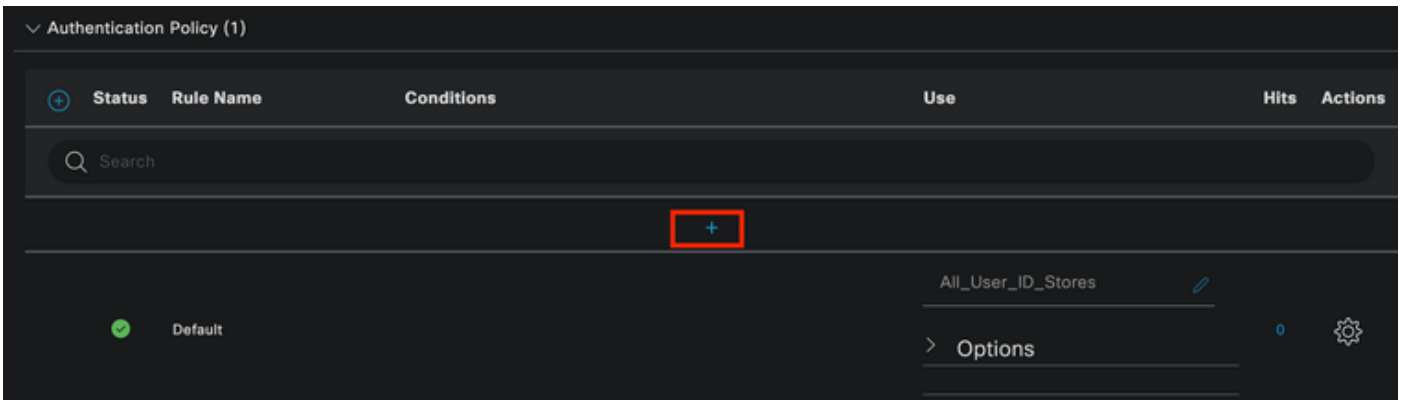 Authentication Policy (1)
Status Rule Name Conditions Use Hits Actions
Search
+
All_User_ID_Stores
Default 0
Options